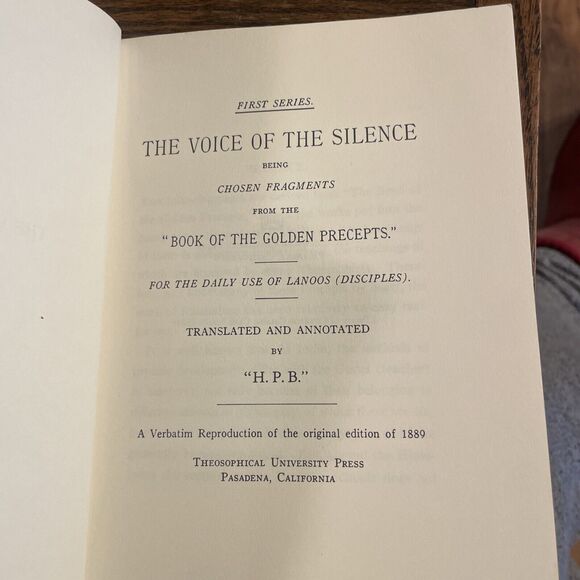 FIRST SERIES.
THE VOICE OF THE SILENCE
BEING
CHOSEN FRAGMENTS
FROM THE
"BOOK OF THE GOLDEN PRECEPTS."
FOR THE DAILY USE OF LANOOS (DISCIPLES).
TRANSLATED AND ANNOTATED
BY
"H. P. B."
A Verbatim Reproduction of the original edition of 1889
THEOSOPHICAL UNIVERSITY PRESS
PASADENA, CALIFORNIA